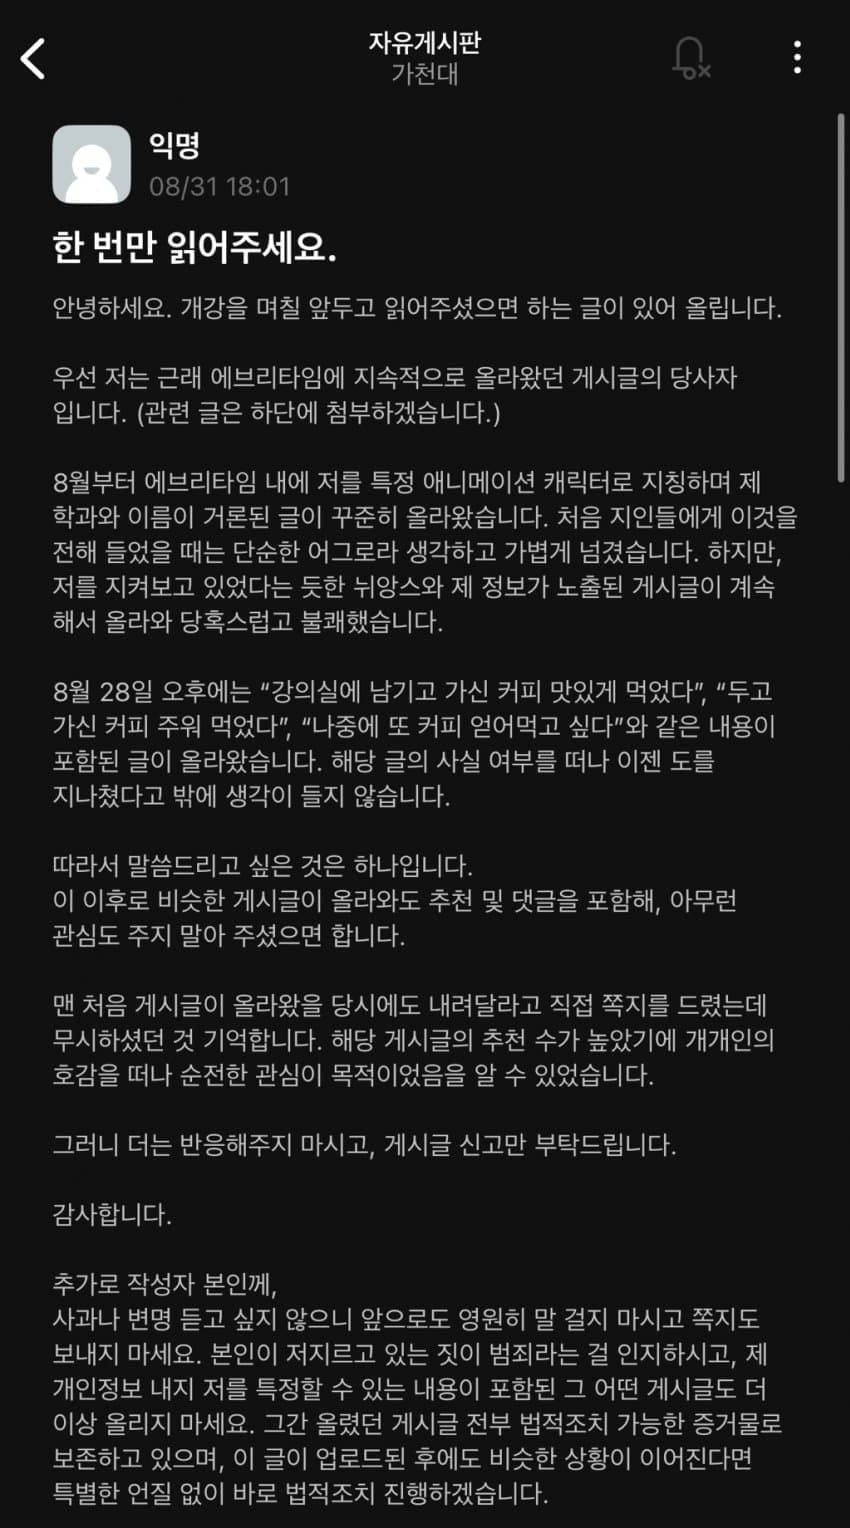 자유게시판
가천대
익명
08/31 18:01
한 번만 읽어주세요.
안녕하세요. 개강을 며칠 앞두고 읽어주셨으면 하는 글이 있어 올립니다.
우선 저는 근래 에브리타임에 지속적으로 올라왔던 게시글의 당사자
입니다. (관련 글은 하단에 첨부하겠습니다.)
8월부터 에브리타임 내에 저를 특정 애니메이션 캐릭터로 지칭하며 제
학과와 이름이 거론된 글이 꾸준히 올라왔습니다. 처음 지인들에게 이것을
전해 들었을 때는 단순한 어그로라 생각하고 가볍게 넘겼습니다. 하지만,
저를 지켜보고 있었다는 듯한 뉘앙스와 제 정보가 노출된 게시글이 계속
해서 올라와 당혹스럽고 불쾌했습니다.
8월 28일 오후에는 “강의실에 남기고 가신 커피 맛있게 먹었다”, “두고
가신 커피 주워 먹었다”, “나중에 또 커피 얻어먹고 싶다”와 같은 내용이
포함된 글이 올라왔습니다. 해당 글의 사실 여부를 떠나 이젠 도를
지나쳤다고 밖에 생각이 들지 않습니다.
따라서 말씀드리고 싶은 것은 하나입니다.
이 이후로 비슷한 게시글이 올라와도 추천 및 댓글을 포함해, 아무런
관심도 주지 말아 주셨으면 합니다.
맨 처음 게시글이 올라왔을 당시에도 내려달라고 직접 쪽지를 드렸는데
무시하셨던 것 기억합니다. 해당 게시글의 추천 수가 높았기에 개개인의
호감을 떠나 순전한 관심이 목적이었음을 알 수 있었습니다.
그러니 더는 반응해주지 마시고, 게시글 신고만 부탁드립니다.
감사합니다.
추가로 작성자 본인께,
사과나 변명 듣고 싶지 않으니 앞으로도 영원히 말 걸지 마시고 쪽지도
보내지 마세요. 본인이 저지르고 있는 짓이 범죄라는 걸 인지하시고, 제
개인정보 내지 저를 특정할 수 있는 내용이 포함된 그 어떤 게시글도 더
이상 올리지 마세요. 그간 올렸던 게시글 전부 법적조치 가능한 증거물로
보존하고 있으며, 이 글이 업로드된 후에도 비슷한 상황이 이어진다면
특별한 언질 없이 바로 법적조치 진행하겠습니다.